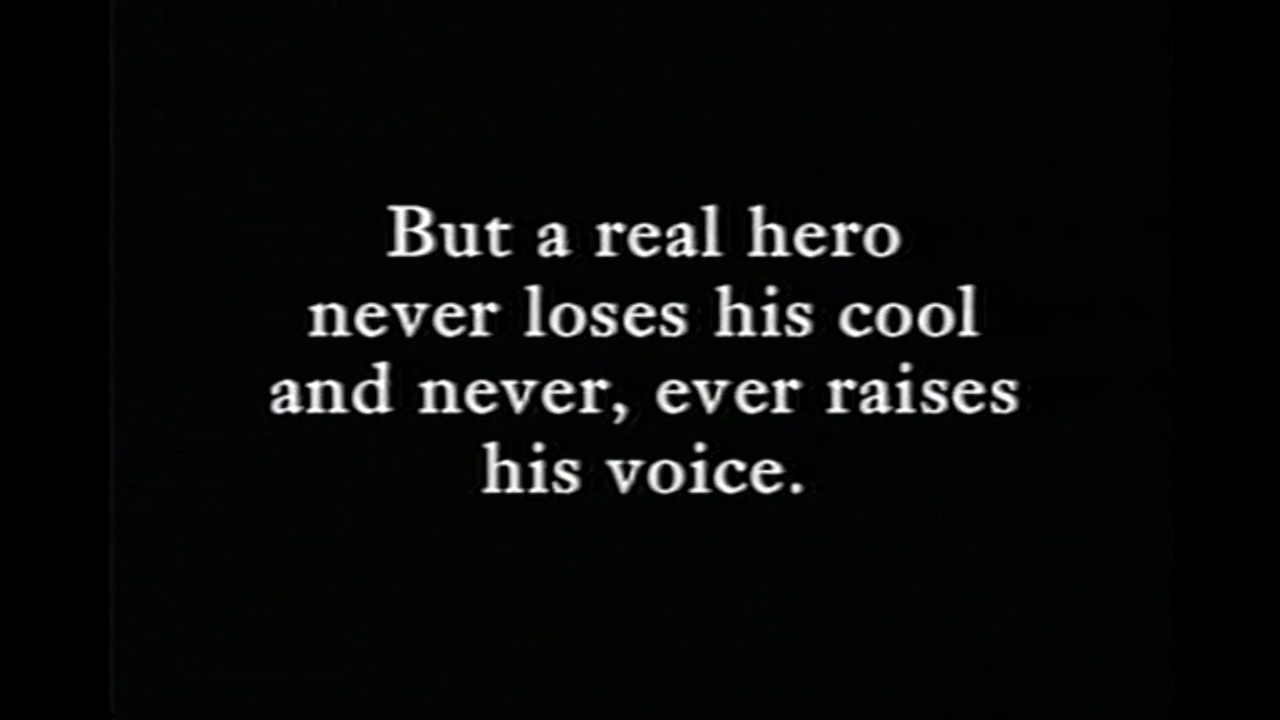 But a real hero
never loses his cool
and never, ever raises
his voice.